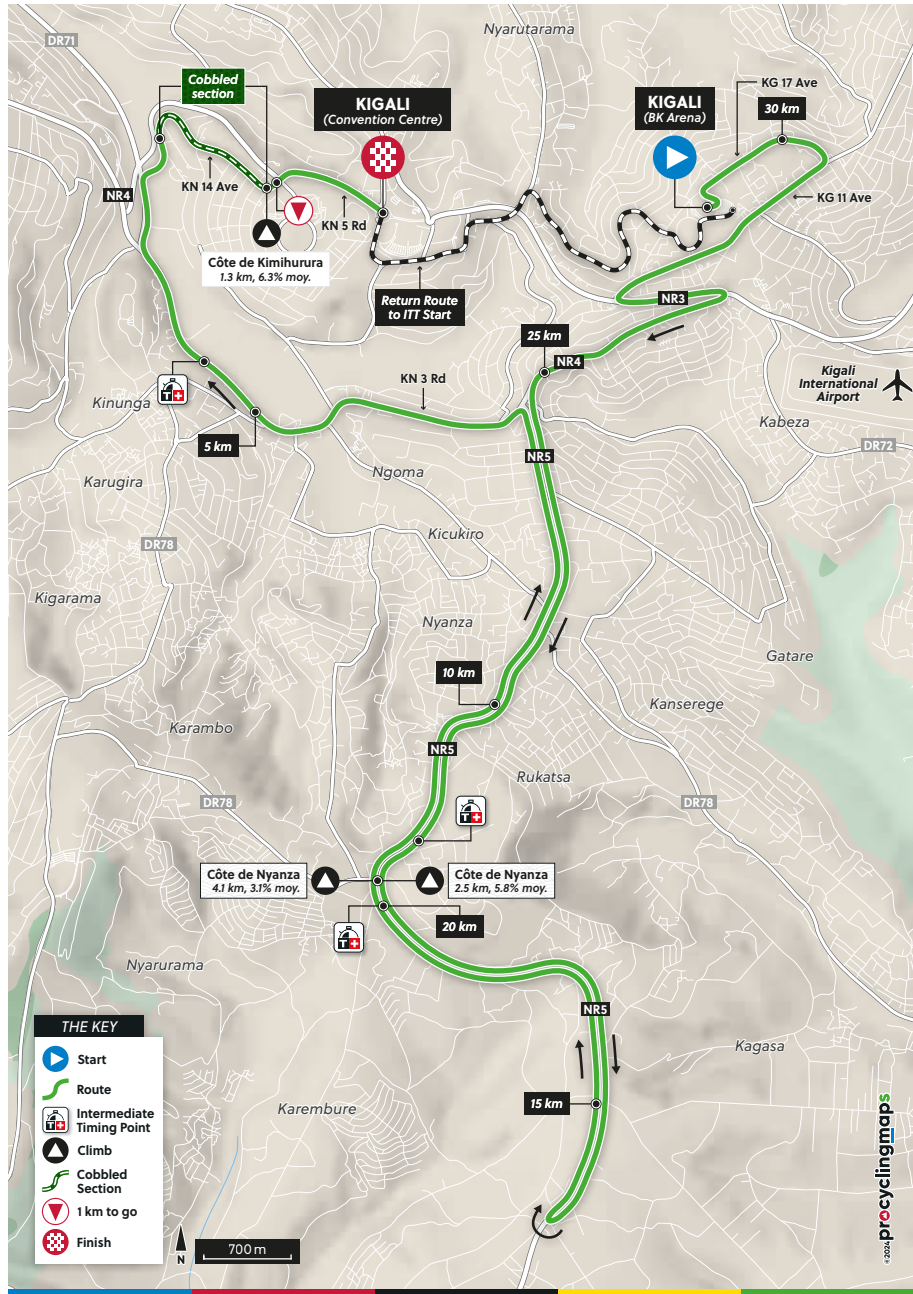 DR71
Nyarutarama
Cobbled
section
KIGALI
(Convention Centre)
KIGALI
(BK Arena)
KG 17 Ave
30 km
NR4
KN 14 Ave
KN 5 Rd
KG 11 Ave
Côte de Kimihurura
1.3 km, 6.3% moy.
Return Route
to ITT Start
NR3
25 km
NR4
Kigali
International
Airport
KN 3 Rd
T
Kinunga
5 km
Kabeza
DR72
NR5
Ngoma
Karugira
Kicukiro
DR78
Kigarama
Nyanza
Gatare
10 km
Kanserege
Karambo
NR5
Rukatsa
DR78
DR78
T
Côte de Nyanza
4.1 km, 3.1% moy.
Côte de Nyanza
2.5 km, 5.8% moy.
20 km
T
Nyarurama
NR5
THE KEY
Start
Route
T
Intermediate
Timing Point
Climb
Cobbled
Section
1 km to go
Finish
Kagasa
15 km
Karembure
N
700 m
©2024 procyclingmaps